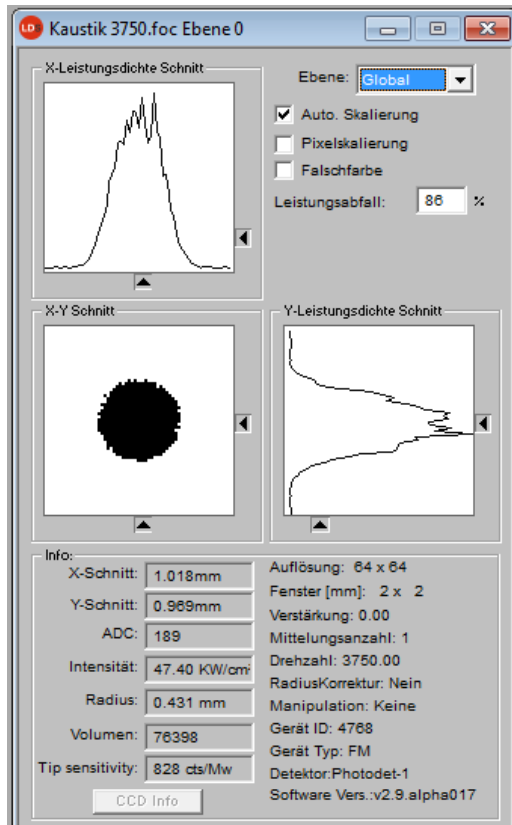 LDS Kaustik 3750.foc Ebene 0
X-Leistungsdichte Schnitt
Ebene: Global
Auto. Skalierung
Pixelskalierung
Falschfarbe
Leistungsabfall: 86 %
X-Y Schnitt
Y-Leistungsdichte Schnitt
Info:
X-Schnitt: 1.018mm
Y-Schnitt: 0.969mm
ADC: 189
Intensität: 47.40 KW/cm²
Radius: 0.431 mm
Volumen: 76398
Tip sensitivity: 828 cts/Mw
CCD Info
Auflösung: 64 x 64
Fenster [mm]: 2 x 2
Verstärkung: 0.00
Mittelungsanzahl: 1
Drehzahl: 3750.00
RadiusKorrektur: Nein
Manipulation: Keine
Gerät ID: 4768
Gerät Typ: FM
Detektor:Photodet-1
Software Vers.:v2.9.alpha017